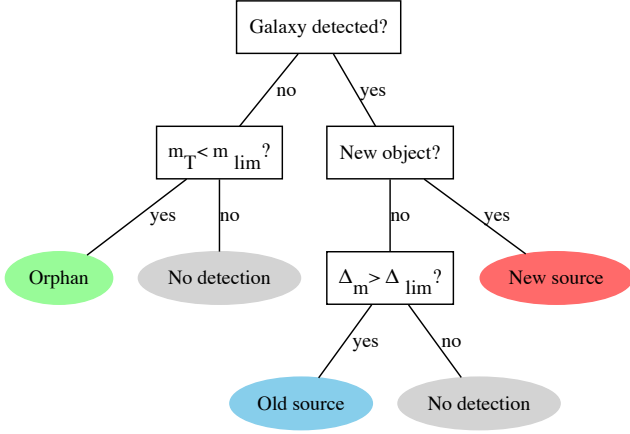 Galaxy detected?
no
yes
m_T < m_lim?
New object?
yes
no
no
yes
Orphan
No detection
Δ_m > Δ_lim?
New source
yes
no
Old source
No detection